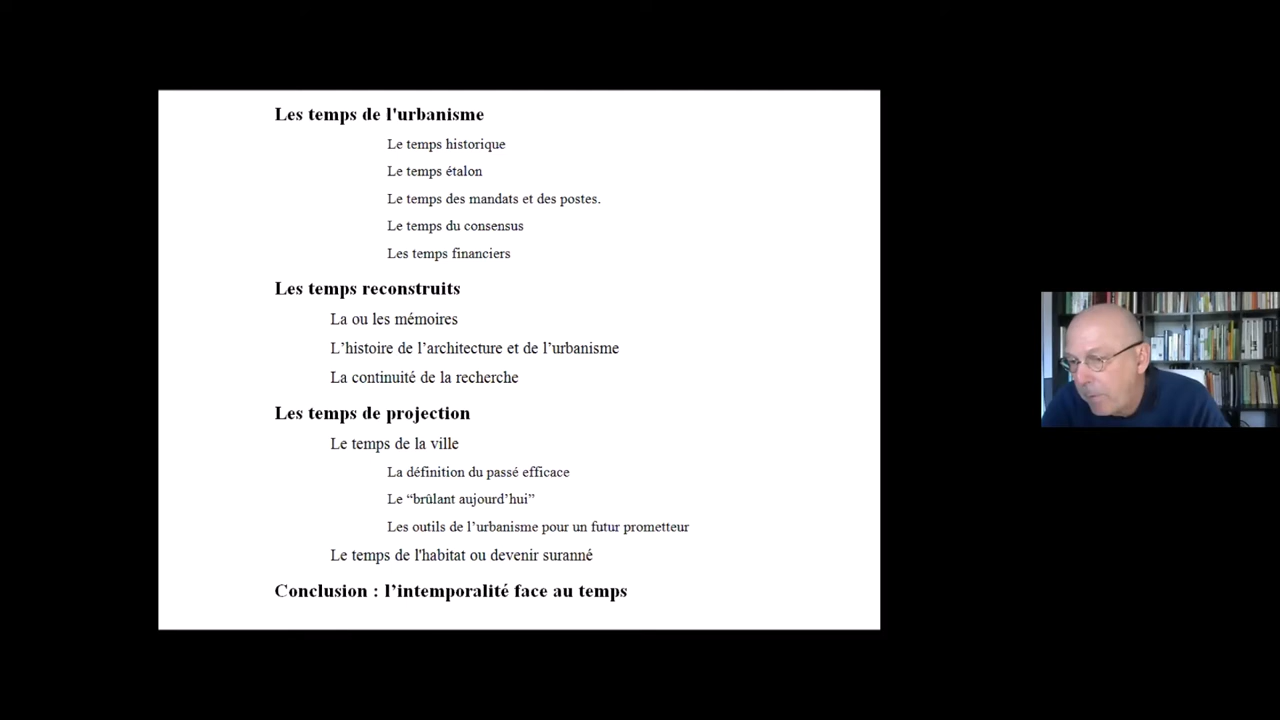 Les temps de l'urbanisme
Le temps historique
Le temps étalon
Le temps des mandats et des postes.
Le temps du consensus
Les temps financiers
Les temps reconstruits
La ou les mémoires
L’histoire de l’architecture et de l’urbanisme
La continuité de la recherche
Les temps de projection
Le temps de la ville
La définition du passé efficace
Le “brûlant aujourd’hui”
Les outils de l’urbanisme pour un futur prometteur
Le temps de l'habitat ou devenir suranné
Conclusion : l’intemporalité face au temps